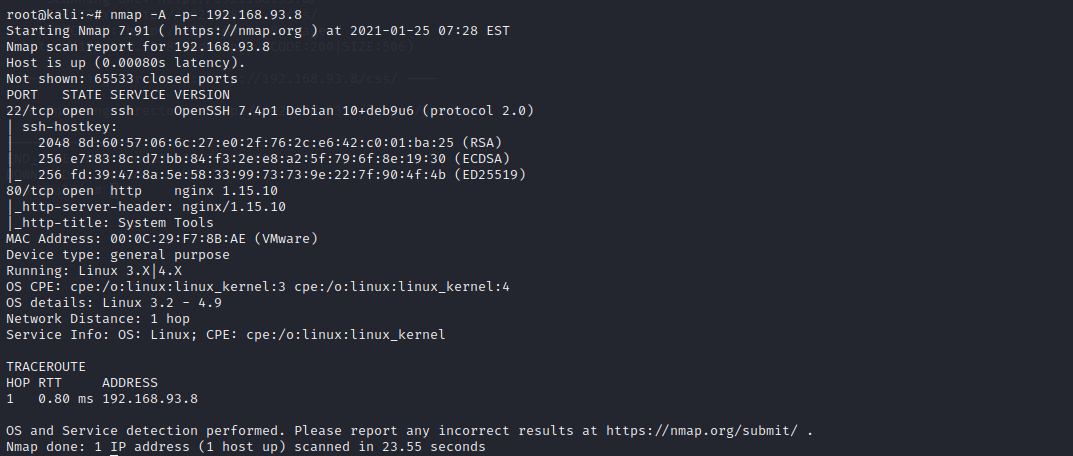 root@kali:~# nmap -A -p- 192.168.93.8
Starting Nmap 7.91 ( https://nmap.org ) at 2021-01-25 07:28 EST
Nmap scan report for 192.168.93.8
Host is up (0.00080s latency).
Not shown: 65533 closed ports
PORT   STATE SERVICE VERSION
22/tcp open  ssh     OpenSSH 7.4p1 Debian 10+deb9u6 (protocol 2.0)
| ssh-hostkey:
|   2048 8d:60:57:06:6c:27:e0:2f:76:2c:e6:42:c0:01:ba:25 (RSA)
|   256 e7:83:8c:d7:bb:84:f3:2e:e8:a2:5f:79:6f:8e:19:30 (ECDSA)
|_  256 fd:39:47:8a:5e:58:33:99:73:73:9e:22:7f:90:4f:4b (ED25519)
80/tcp open  http    nginx 1.15.10
|_http-server-header: nginx/1.15.10
|_http-title: System Tools
MAC Address: 00:0C:29:F7:8B:AE (VMware)
Device type: general purpose
Running: Linux 3.X|4.X
OS CPE: cpe:/o:linux:linux_kernel:3 cpe:/o:linux:linux_kernel:4
OS details: Linux 3.2 - 4.9
Network Distance: 1 hop
Service Info: OS: Linux; CPE: cpe:/o:linux:linux_kernel
TRACEROUTE
HOP RTT     ADDRESS
1   0.80 ms 192.168.93.8
OS and Service detection performed. Please report any incorrect results at https://nmap.org/submit/ .
Nmap done: 1 IP address (1 host up) scanned in 23.55 seconds